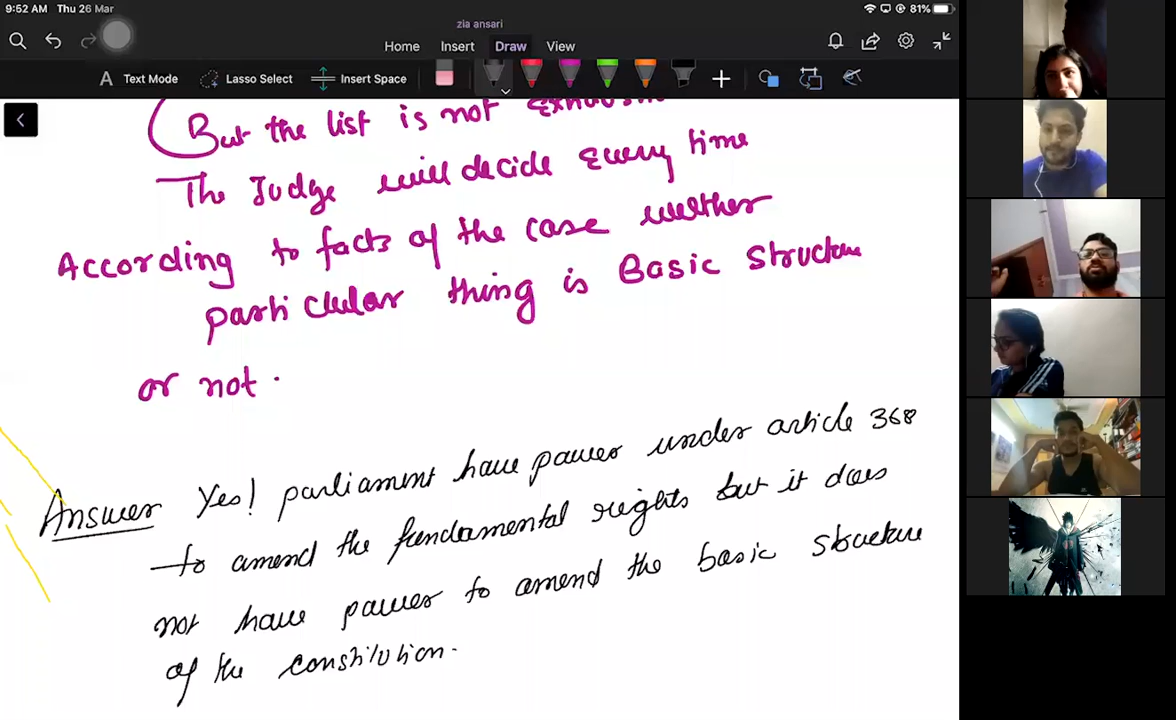 9:52 AM Thu 26 Mar
81%
zia ansari
Home Insert Draw View
Text Mode Lasso Select Insert Space
But the list is not
The Judge will decide Every time
According to facts of the case wether
particular thing is Basic Structure
or not.
Answer Yes! parliament have power under article 368
to amend the fundamental rights but it does
not have power to amend the basic structure
of the constitution.